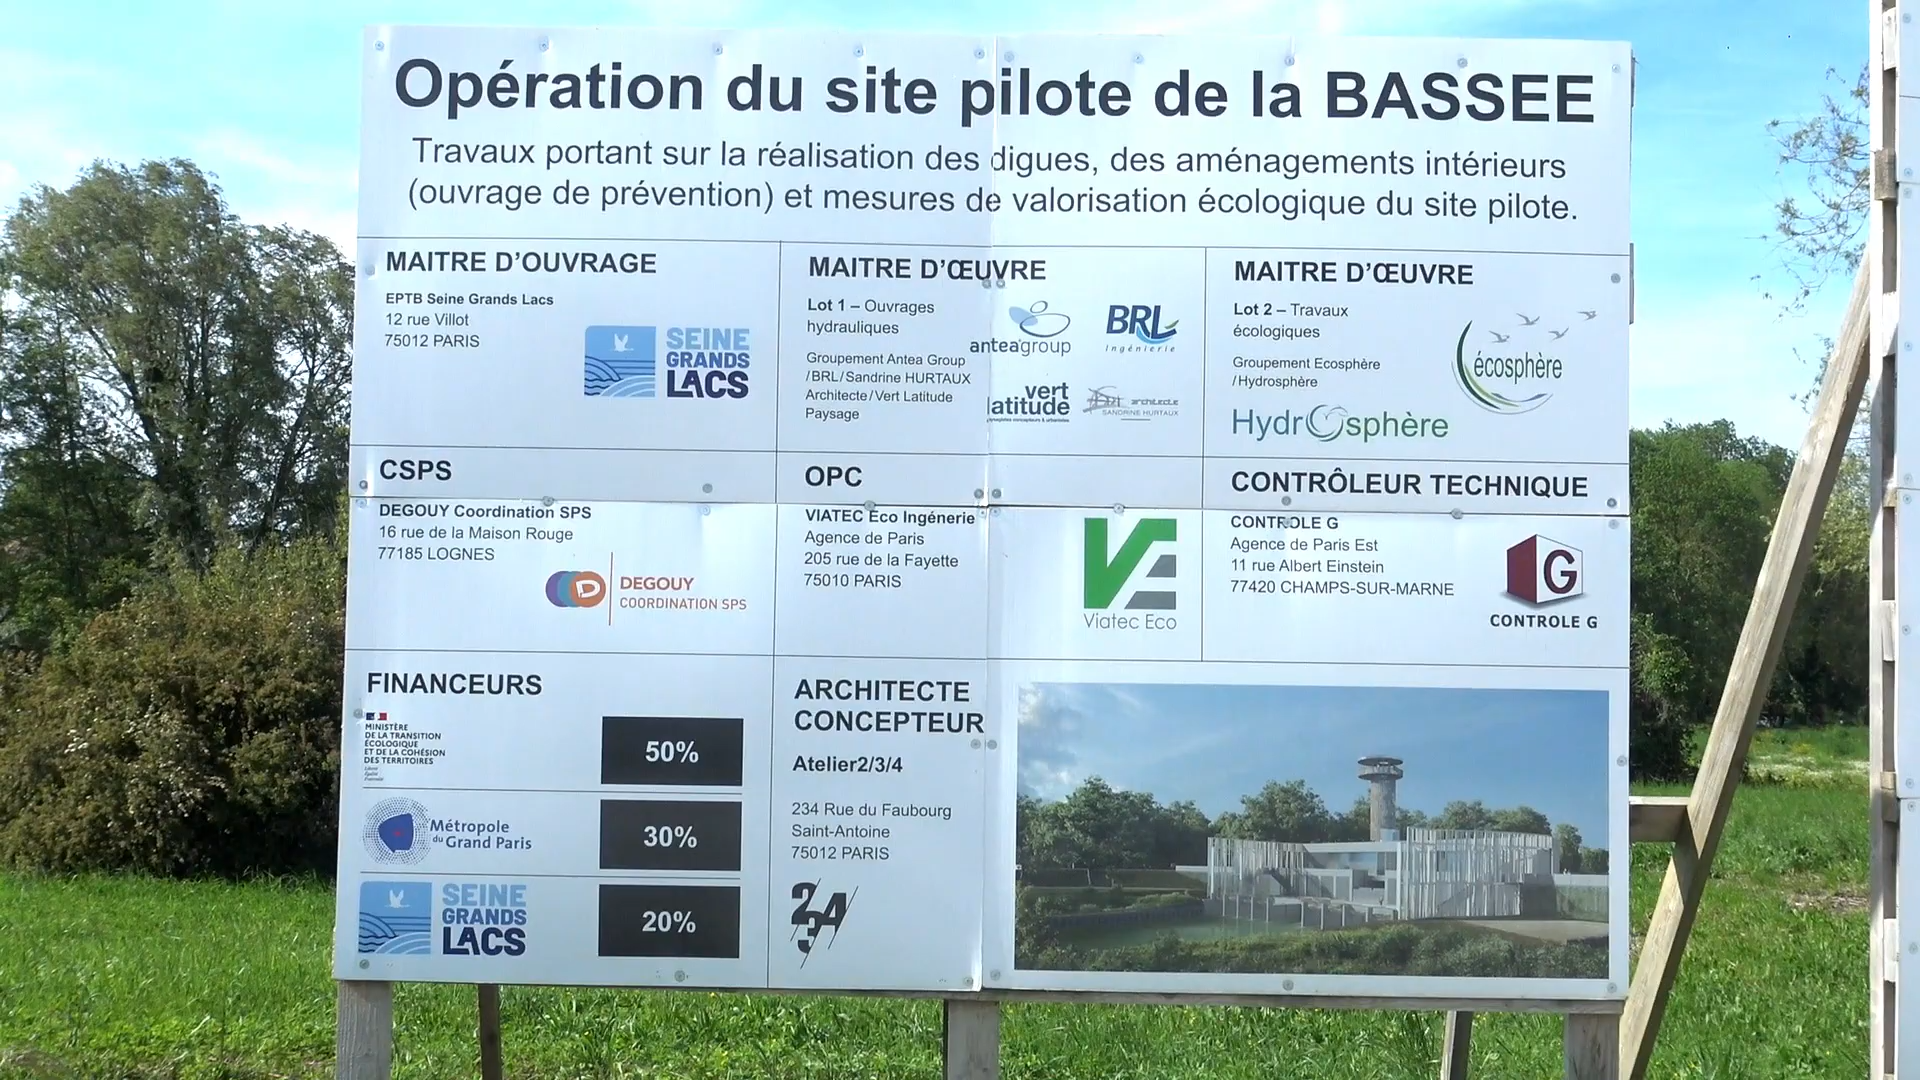 Opération du site pilote de la BASSEE
Travaux portant sur la réalisation des digues, des aménagements intérieurs
(ouvrage de prévention) et mesures de valorisation écologique du site pilote.
MAITRE D'OUVRAGE
EPTB Seine Grands Lacs
12 rue Villot
75012 PARIS
SEINE
GRANDS
LACS
MAITRE D'ŒUVRE
Lot 1 – Ouvrages
hydrauliques
Groupement Antea Group
/BRL/Sandrine HURTAUX
Architecte/Vert Latitude
Paysage
anteagroup
BRL
ingénierie
vert
latitude
architecte
SANDRINE HURTAUX
MAITRE D'ŒUVRE
Lot 2 – Travaux
écologiques
Groupement Ecosphère
/Hydrosphère
écosphère
Hydrosphère
CSPS
DEGOUY Coordination SPS
16 rue de la Maison Rouge
77185 LOGNES
D
DEGOUY
COORDINATION SPS
OPC
VIATEC Eco Ingénerie
Agence de Paris
205 rue de la Fayette
75010 PARIS
VE
Viatec Eco
CONTRÔLEUR TECHNIQUE
CONTROLE G
Agence de Paris Est
11 rue Albert Einstein
77420 CHAMPS-SUR-MARNE
G
CONTROLE G
FINANCEURS
MINISTÈRE
DE LA TRANSITION
ÉCOLOGIQUE
ET DE LA COHÉSION
DES TERRITOIRES
Liberté
Égalité
Fraternité
50%
Métropole
du Grand Paris
30%
SEINE
GRANDS
LACS
20%
ARCHITECTE
CONCEPTEUR
Atelier2/3/4
234 Rue du Faubourg
Saint-Antoine
75012 PARIS
234